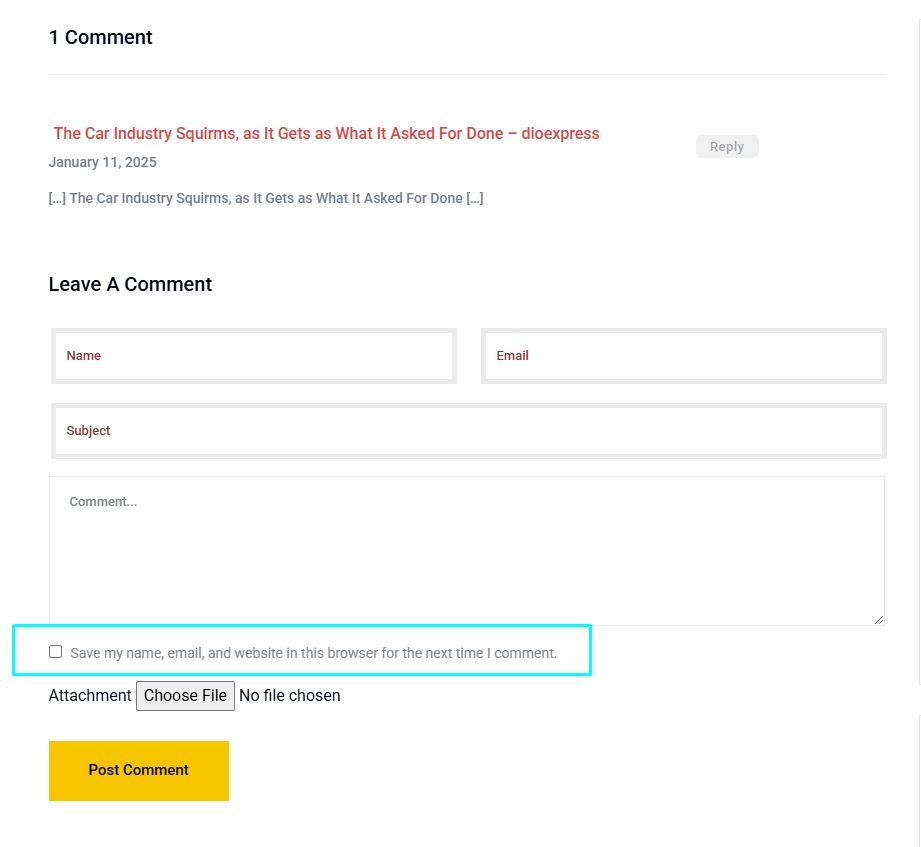 1 Comment
The Car Industry Squirms, as It Gets as What It Asked For Done – dioexpress
Reply
January 11, 2025
[...] The Car Industry Squirms, as It Gets as What It Asked For Done [...]
Leave A Comment
Name
Email
Subject
Comment...
Save my name, email, and website in this browser for the next time I comment.
Attachment Choose File No file chosen
Post Comment